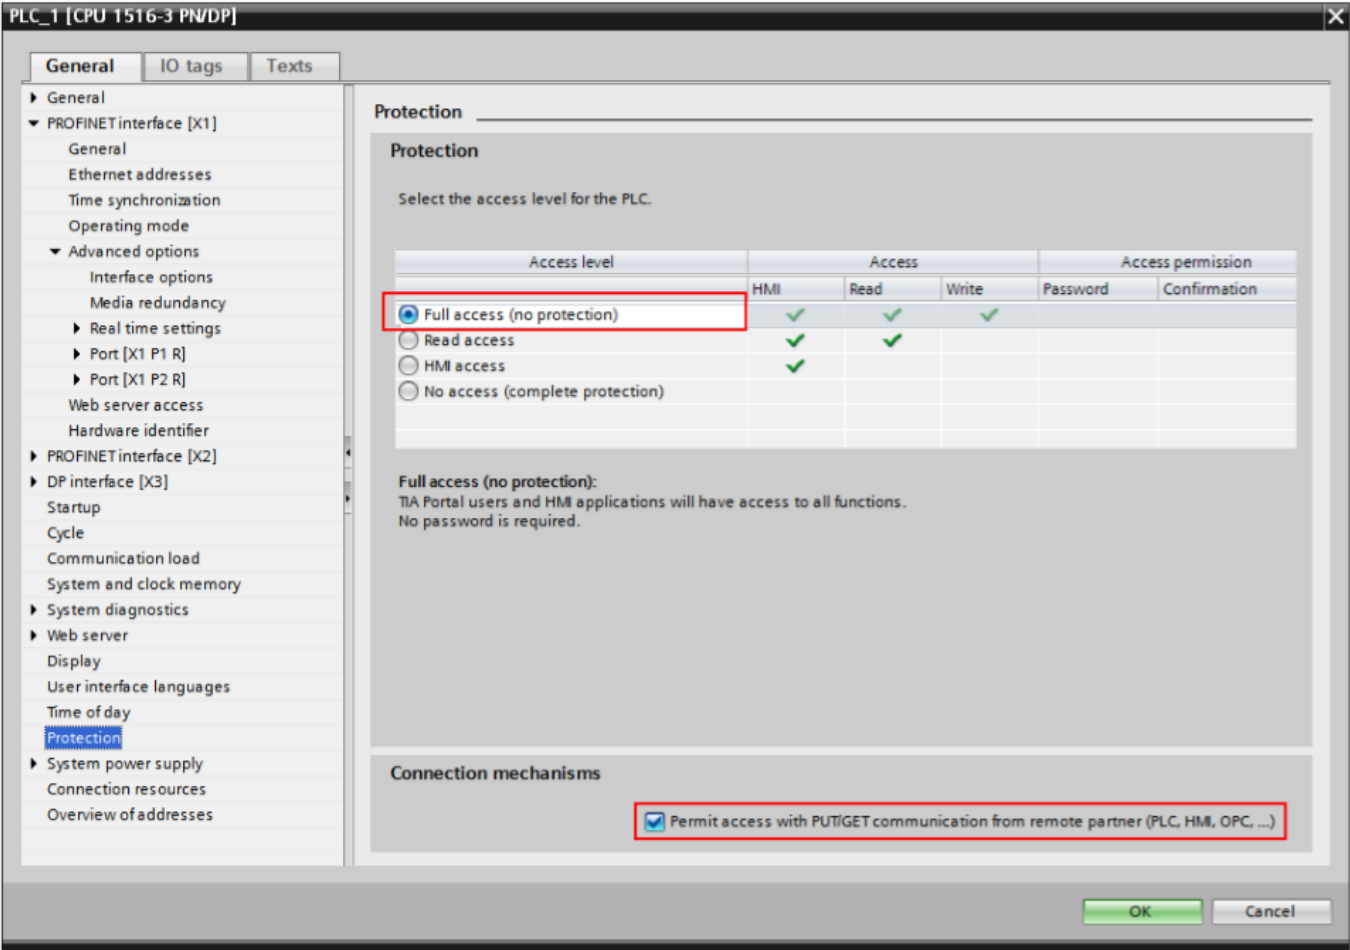 PLC_1 [CPU 1516-3 PN/DP]
General IO tags Texts
General
PROFINET interface [X1]
General
Ethernet addresses
Time synchronization
Operating mode
Advanced options
Interface options
Media redundancy
Real time settings
Port [X1 P1 R]
Port [X1 P2 R]
Web server access
Hardware identifier
PROFINET interface [X2]
DP interface [X3]
Startup
Cycle
Communication load
System and clock memory
System diagnostics
Web server
Display
User interface languages
Time of day
Protection
System power supply
Connection resources
Overview of addresses
Protection
Protection
Select the access level for the PLC.
Access level Access Access permission
HMI Read Write Password Confirmation
Full access (no protection)
Read access
HMI access
No access (complete protection)
Full access (no protection):
TIA Portal users and HMI applications will have access to all functions.
No password is required.
Connection mechanisms
Permit access with PUT/GET communication from remote partner (PLC, HMI, OPC, ...)
OK Cancel